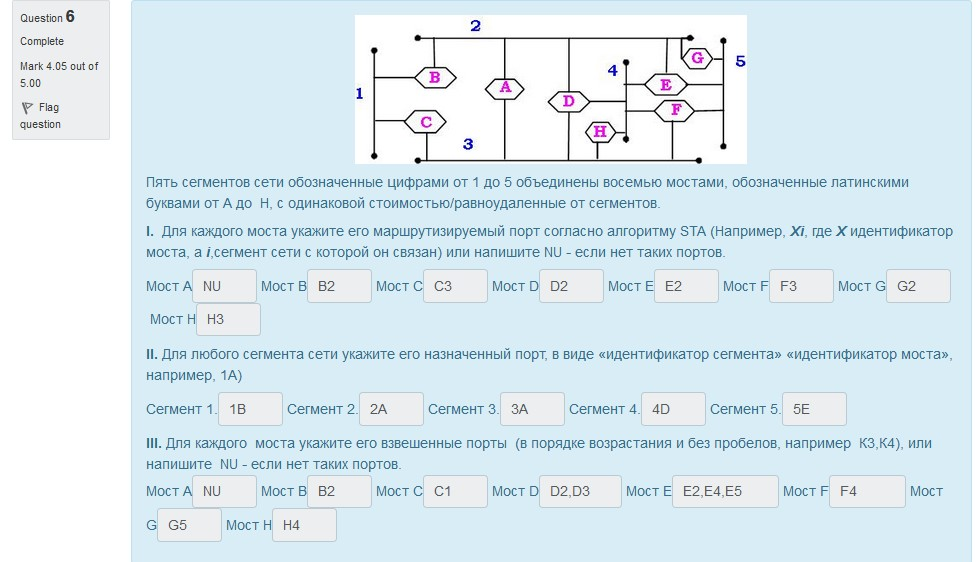 Question 6
Complete
Mark 4.05 out of
5.00
Flag
question
2
G
5
4
B
A
E
1
D
F
C
H
3
Пять сегментов сети обозначенные цифрами от 1 до 5 объединены восемью мостами, обозначенные латинскими
буквами от A до H, с одинаковой стоимостью/равноудаленные от сегментов.
I. Для каждого моста укажите его маршрутизируемый порт согласно алгоритму STA (Например, Xi, где X идентификатор
моста, а i,сегмент сети с которой он связан) или напишите NU - если нет таких портов.
Мост A NU Мост B B2 Мост C C3 Мост D D2 Мост E E2 Мост F F3 Мост G G2
Мост H H3
II. Для любого сегмента сети укажите его назначенный порт, в виде «идентификатор сегмента» «идентификатор моста»,
например, 1A)
Сегмент 1. 1B Сегмент 2. 2A Сегмент 3. 3A Сегмент 4. 4D Сегмент 5. 5E
III. Для каждого моста укажите его взвешенные порты (в порядке возрастания и без пробелов, например K3,K4), или
напишите NU - если нет таких портов.
Мост A NU Мост B B2 Мост C C1 Мост D D2,D3 Мост E E2,E4,E5 Мост F F4 Мост
G G5 Мост H H4